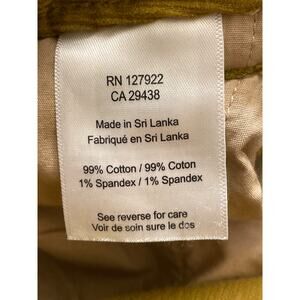 RN 127922
CA 29438
Made in Sri Lanka
Fabriqué en Sri Lanka
99% Cotton / 99% Coton
1% Spandex / 1% Spandex
See reverse for care
Voir de soin sure le dos